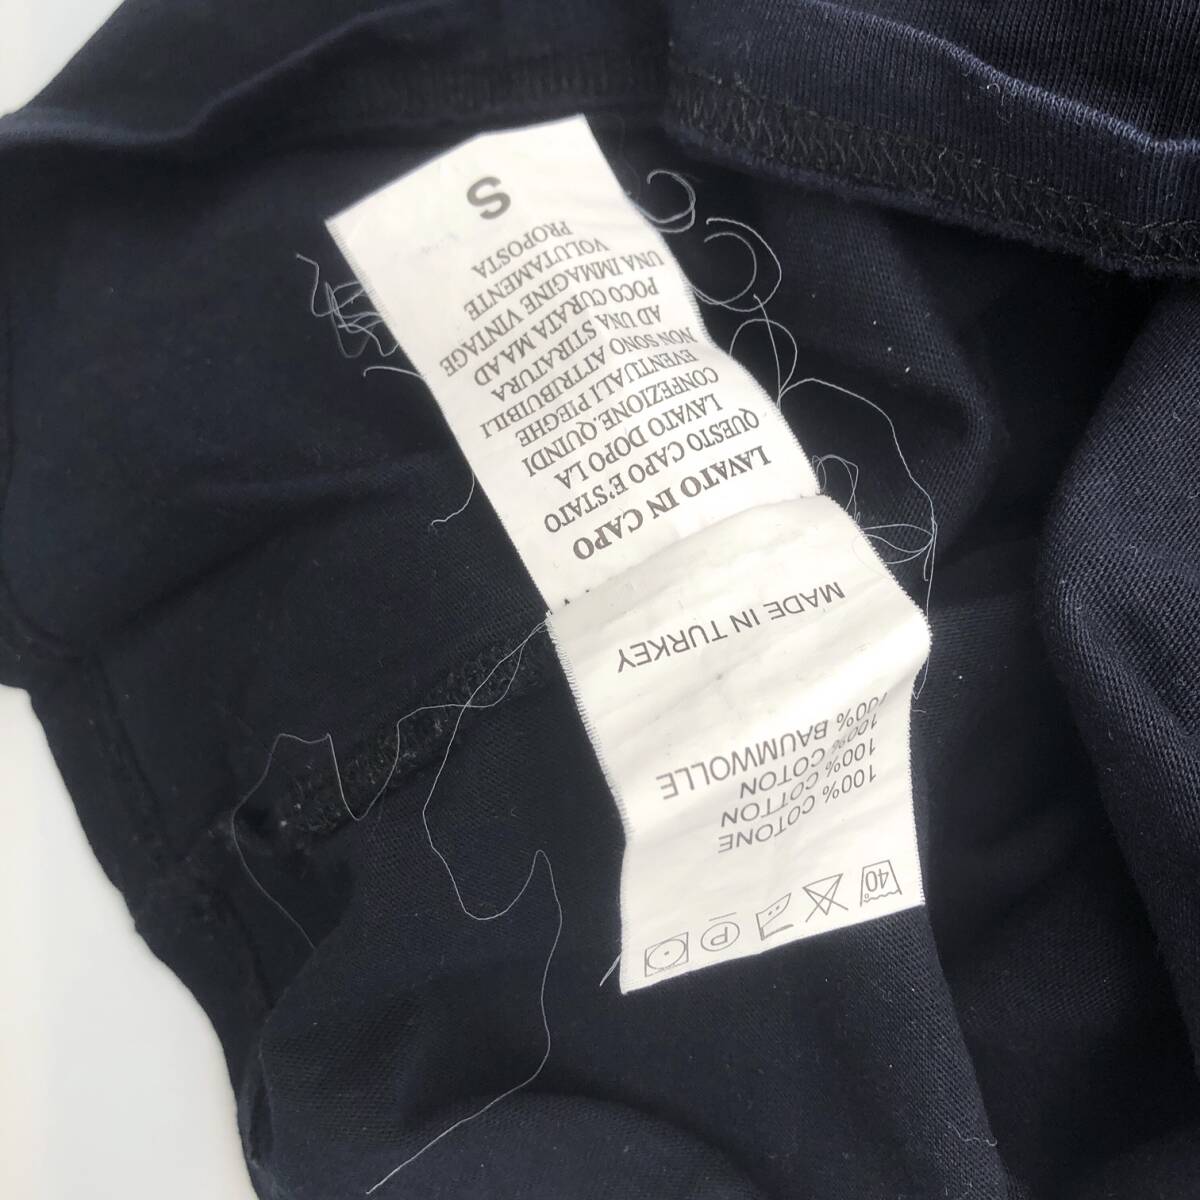 40°
P
100% COTONE
100% COTTON
100% COTON
100% BAUMWOLLE
MADE IN TURKEY
LAVATO IN CAPO
QUESTO CAPO E'STATO
LAVATO DOPO LA
CONFEZIONE.QUINDI
EVENTUALI PIEGHE
NON SONO ATTRIBUIBILI
AD UNA STIRATURA
POCO CURATA MA AD
UNA IMMAGINE VINTAGE
VOLUTAMENTE
PROPOSTA
S